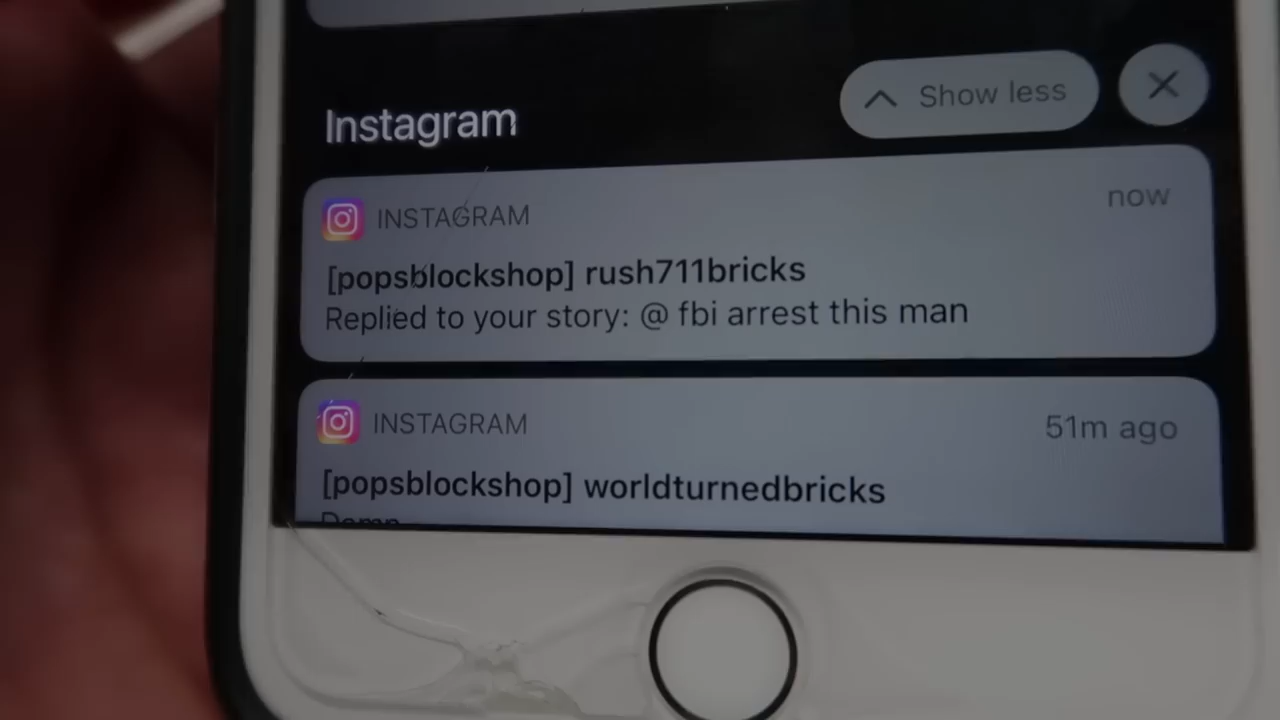 Instagram
Show less
INSTAGRAM
now
[popsblockshop] rush711bricks
Replied to your story: @ fbi arrest this man
INSTAGRAM
51m ago
[popsblockshop] worldturnedbricks